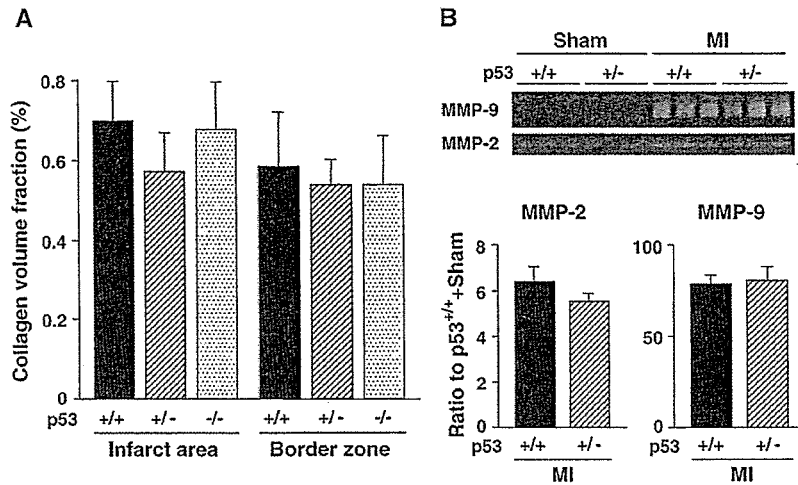 A
Collagen volume fraction (%)
0.8
0.6
0.4
0.2
0
p53 +/+ +/- -/- +/+ +/- -/-
Infarct area Border zone
B
Sham MI
p53 +/+ +/- +/+ +/-
MMP-9
MMP-2
MMP-2
Ratio to p53+/++Sham
8
6
4
2
0
p53 +/+ +/-
MI
MMP-9
100
50
0
p53 +/+ +/-
MI